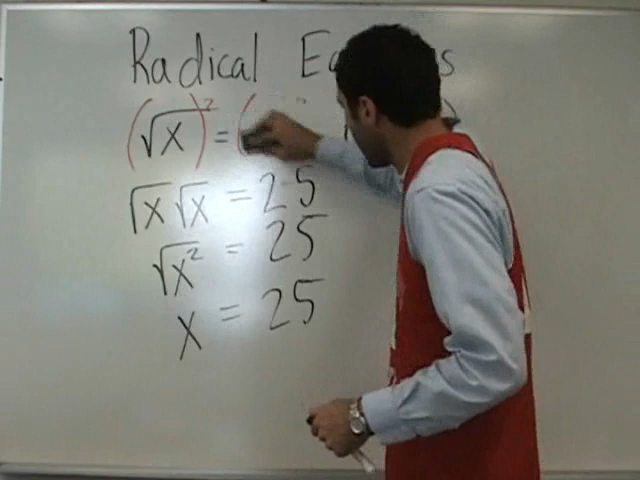 Radical E
(√x)² = (
√x √x = 25
√x² = 25
x = 25